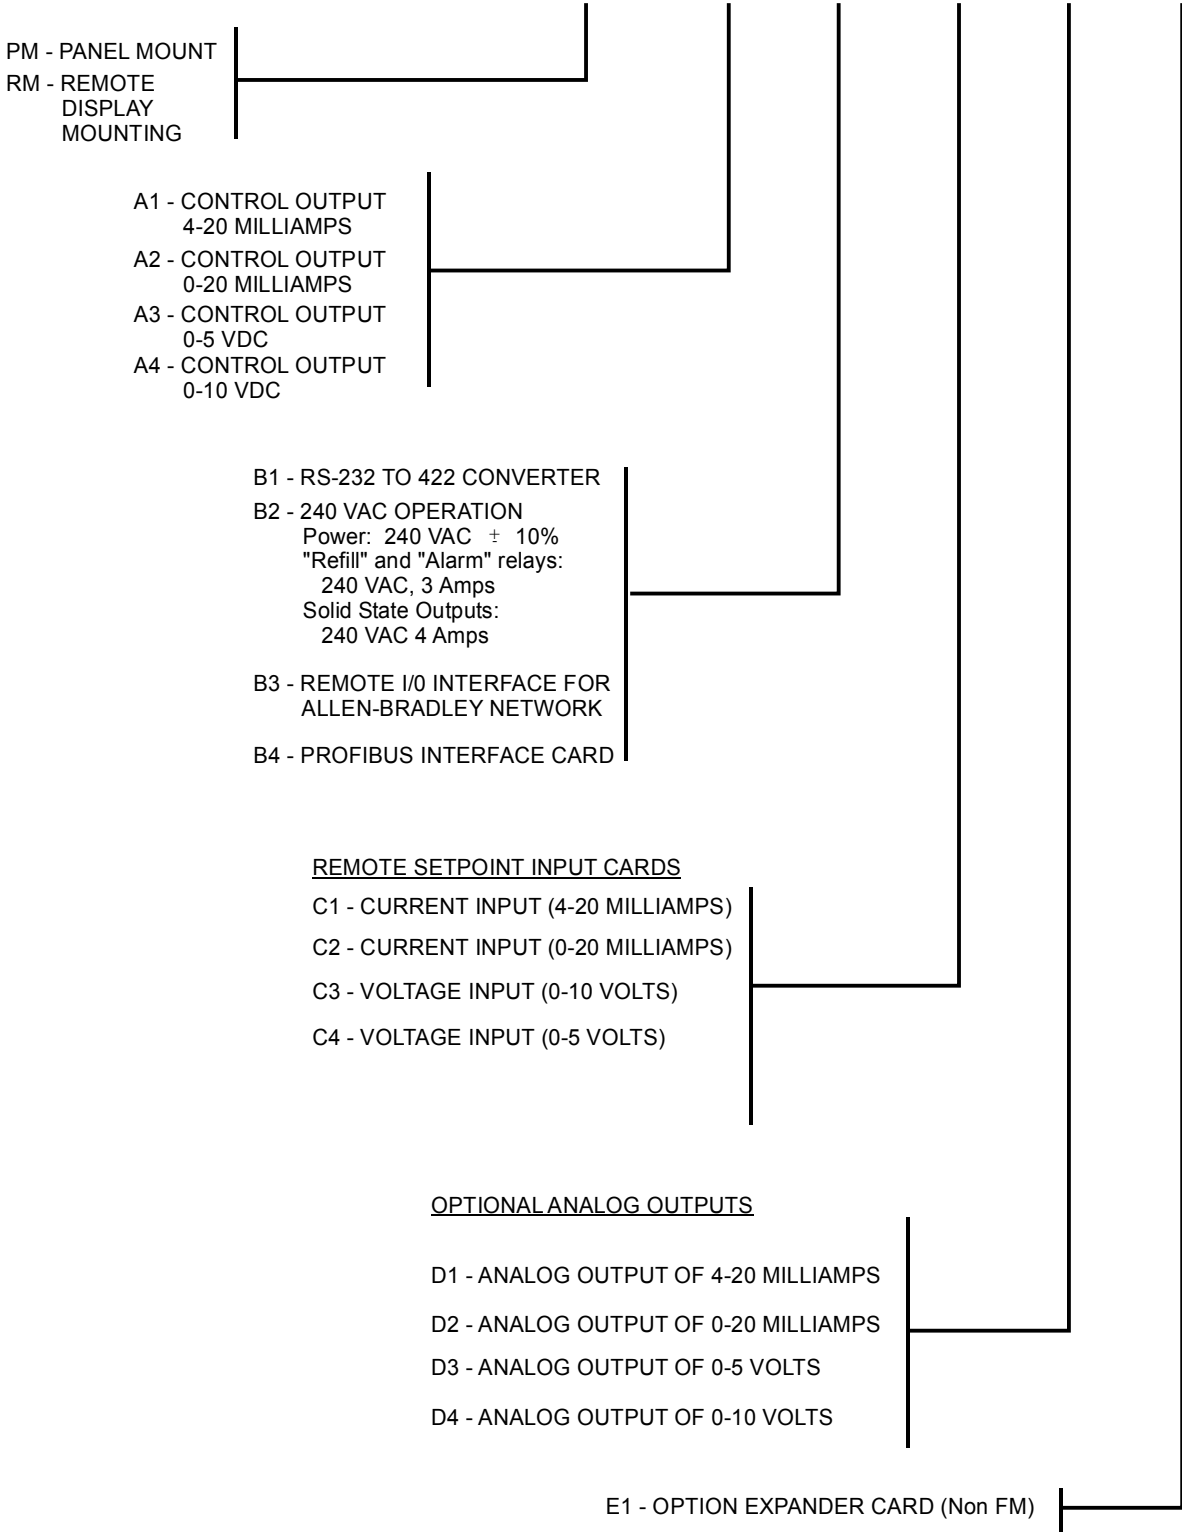 PM - PANEL MOUNT
RM - REMOTE
DISPLAY
MOUNTING
A1 - CONTROL OUTPUT
4-20 MILLIAMPS
A2 - CONTROL OUTPUT
0-20 MILLIAMPS
A3 - CONTROL OUTPUT
0-5 VDC
A4 - CONTROL OUTPUT
0-10 VDC
B1 - RS-232 TO 422 CONVERTER
B2 - 240 VAC OPERATION
Power: 240 VAC ± 10%
"Refill" and "Alarm" relays:
240 VAC, 3 Amps
Solid State Outputs:
240 VAC 4 Amps
B3 - REMOTE I/0 INTERFACE FOR
ALLEN-BRADLEY NETWORK
B4 - PROFIBUS INTERFACE CARD
REMOTE SETPOINT INPUT CARDS
C1 - CURRENT INPUT (4-20 MILLIAMPS)
C2 - CURRENT INPUT (0-20 MILLIAMPS)
C3 - VOLTAGE INPUT (0-10 VOLTS)
C4 - VOLTAGE INPUT (0-5 VOLTS)
OPTIONAL ANALOG OUTPUTS
D1 - ANALOG OUTPUT OF 4-20 MILLIAMPS
D2 - ANALOG OUTPUT OF 0-20 MILLIAMPS
D3 - ANALOG OUTPUT OF 0-5 VOLTS
D4 - ANALOG OUTPUT OF 0-10 VOLTS
E1 - OPTION EXPANDER CARD (Non FM)